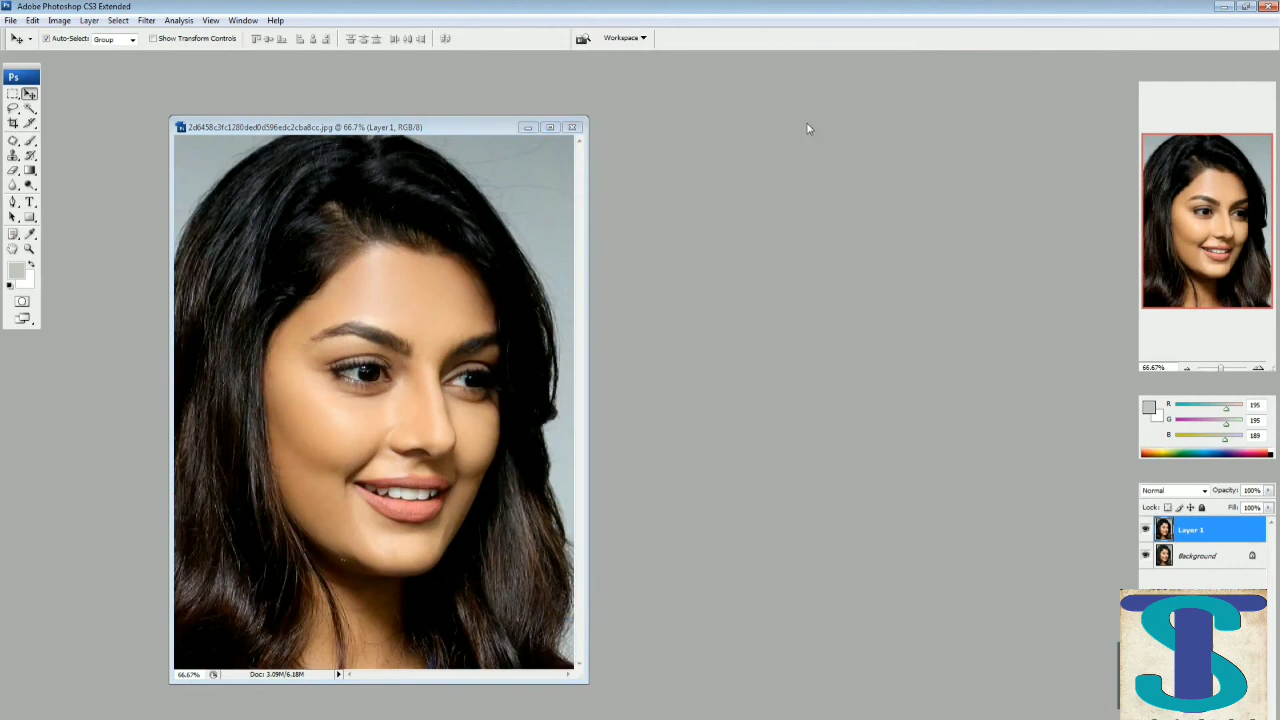 Ps Adobe Photoshop CS3 Extended
File Edit Image Layer Select Filter Analysis View Window Help
Auto-Select: Group Show Transform Controls Workspace
Ps
2d6458c3fc1280ded0d596edc2cba8cc.jpg @ 66.7% (Layer 1, RGB/8)
T
66.67% Doc: 3.09M/6.18M
66.67%
R 195
G 195
B 189
Normal Opacity: 100%
Lock: Fill: 100%
Layer 1
Background
TS